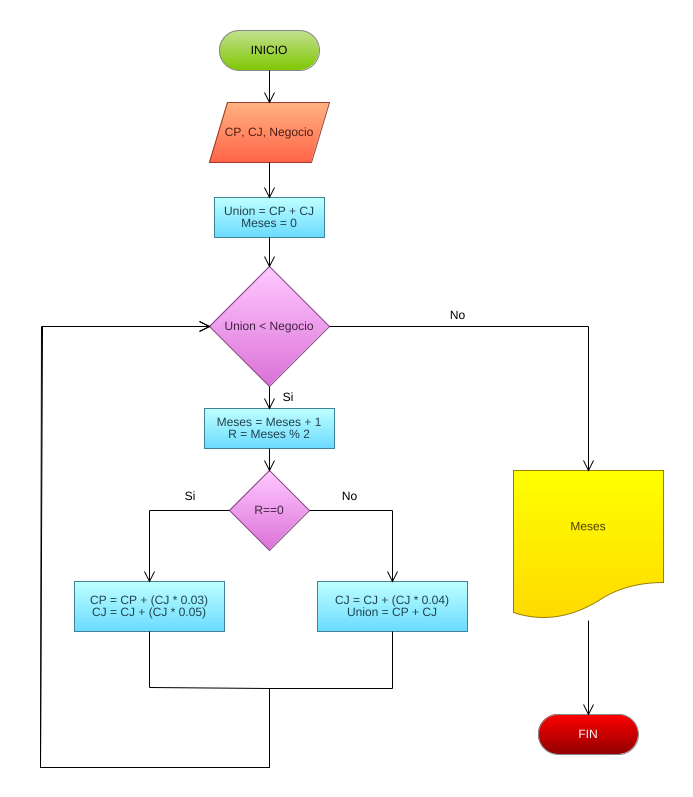 INICIO
CP, CJ, Negocio
Union = CP + CJ
Meses = 0
Union < Negocio
No
Si
Meses = Meses + 1
R = Meses % 2
Si
R==0
No
CP = CP + (CJ * 0.03)
CJ = CJ + (CJ * 0.05)
CJ = CJ + (CJ * 0.04)
Union = CP + CJ
Meses
FIN